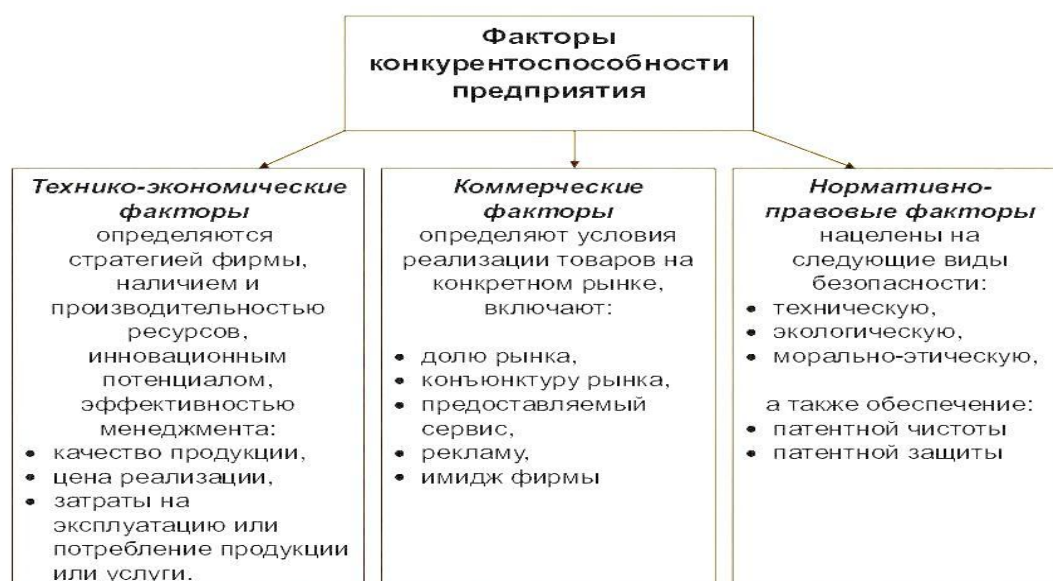 Факторы
конкурентоспособности
предприятия
Технико-экономические
факторы
определяются
стратегией фирмы,
наличием и
производительностью
ресурсов,
инновационным
потенциалом,
эффективностью
менеджмента:
• качество продукции,
• цена реализации,
• затраты на
эксплуатацию или
потребление продукции
или услуги.
Коммерческие
факторы
определяют условия
реализации товаров на
конкретном рынке,
включают:
• долю рынка,
• конъюнктуру рынка,
• предоставляемый
сервис,
• рекламу,
• имидж фирмы
Нормативно-
правовые факторы
нацелены на
следующие виды
безопасности:
• техническую,
• экологическую,
• морально-этическую,
а также обеспечение:
• патентной чистоты
• патентной защиты